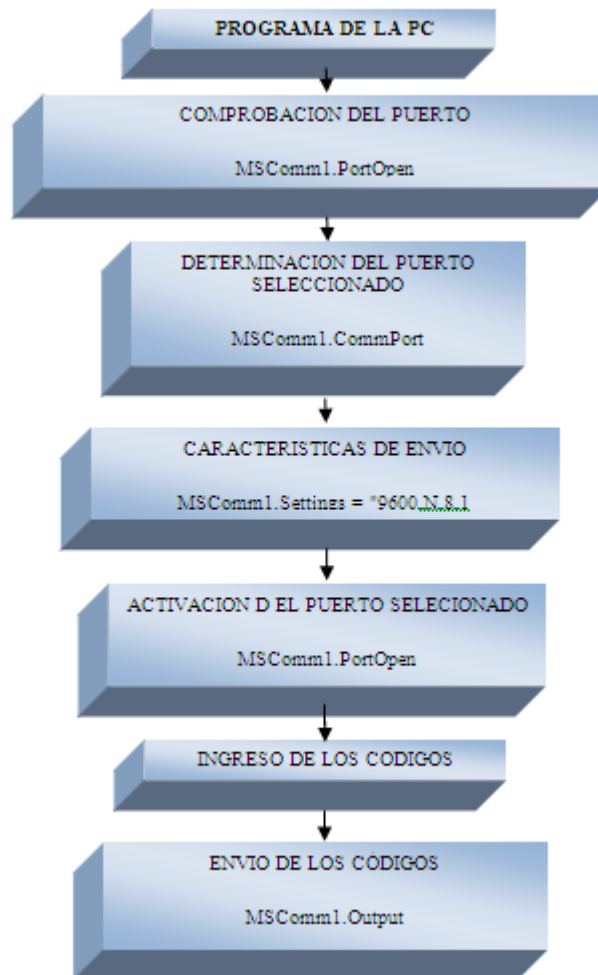 PROGRAMA DE LA PC
COMPROBACION DEL PUERTO
MSComm1.PortOpen
DETERMINACION DEL PUERTO
SELECCIONADO
MSComm1.CommPort
CARACTERISTICAS DE ENVIO
MSComm1.Settings = "9600,N,8,1
ACTIVACION D EL PUERTO SELECIONADO
MSComm1.PortOpen
INGRESO DE LOS CODIGOS
ENVIO DE LOS CÓDIGOS
MSComm1.Output